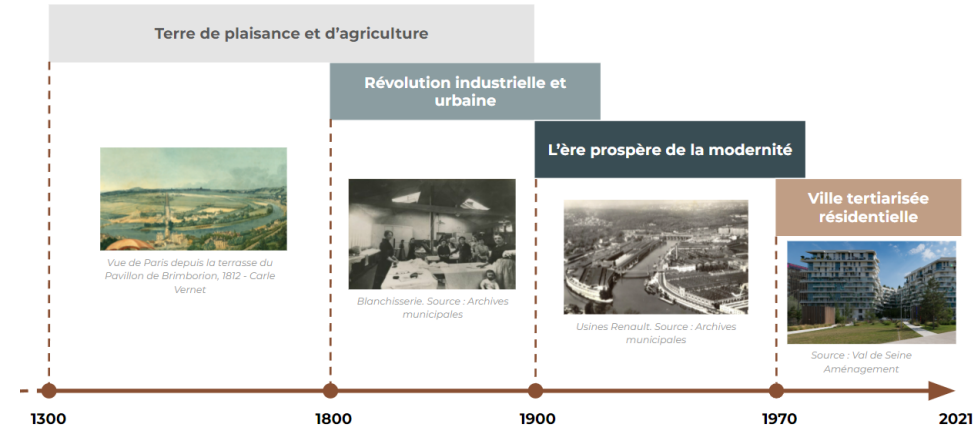 Terre de plaisance et d'agriculture
Révolution industrielle et
urbaine
L'ère prospère de la modernité
Ville tertiarisée
résidentielle
Vue de Paris depuis la terrasse du
Pavillon de Brimborion, 1812 - Carle
Vernet
Blanchisserie. Source : Archives
municipales
Usines Renault. Source : Archives
municipales
Source : Val de Seine
Aménagement
1300
1800
1900
1970
2021